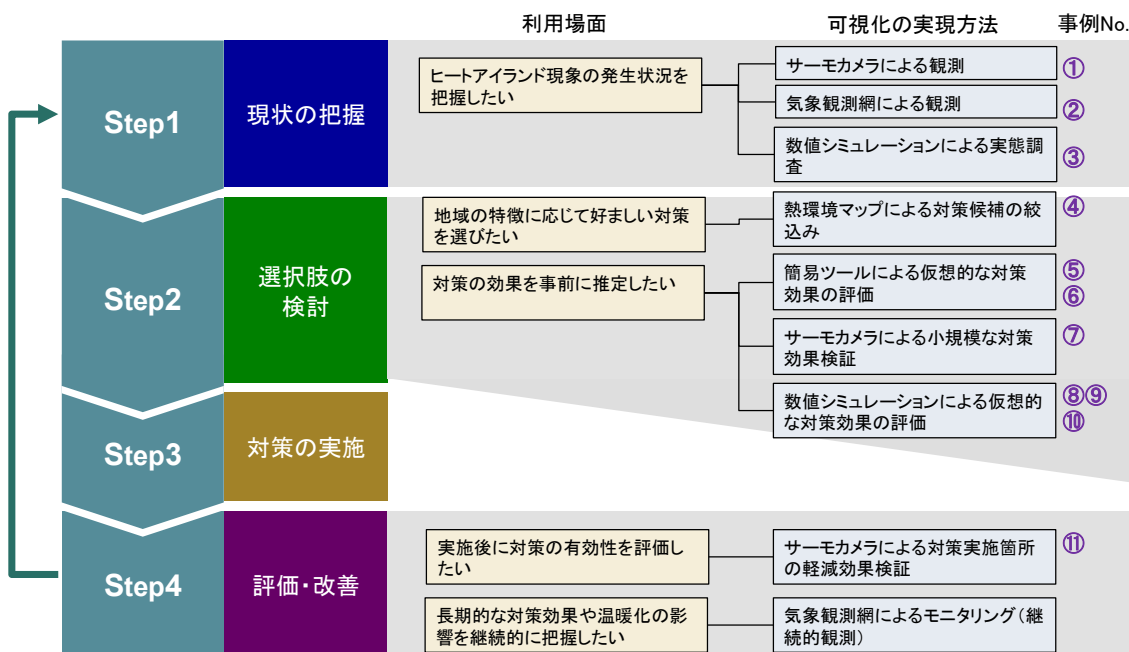 利用場面
可視化の実現方法
事例No.
Step1
現状の把握
ヒートアイランド現象の発生状況を
把握したい
サーモカメラによる観測
①
気象観測網による観測
②
数値シミュレーションによる実態調
査
③
Step2
選択肢の
検討
地域の特徴に応じて好ましい対策
を選びたい
熱環境マップによる対策候補の絞
込み
④
対策の効果を事前に推定したい
簡易ツールによる仮想的な対策
効果の評価
⑤
⑥
サーモカメラによる小規模な対策
効果検証
⑦
数値シミュレーションによる仮想的
な対策効果の評価
⑧⑨
⑩
Step3
対策の実施
Step4
評価・改善
実施後に対策の有効性を評価し
たい
サーモカメラによる対策実施箇所
の軽減効果検証
⑪
長期的な対策効果や温暖化の影
響を継続的に把握したい
気象観測網によるモニタリング（継
続的観測）